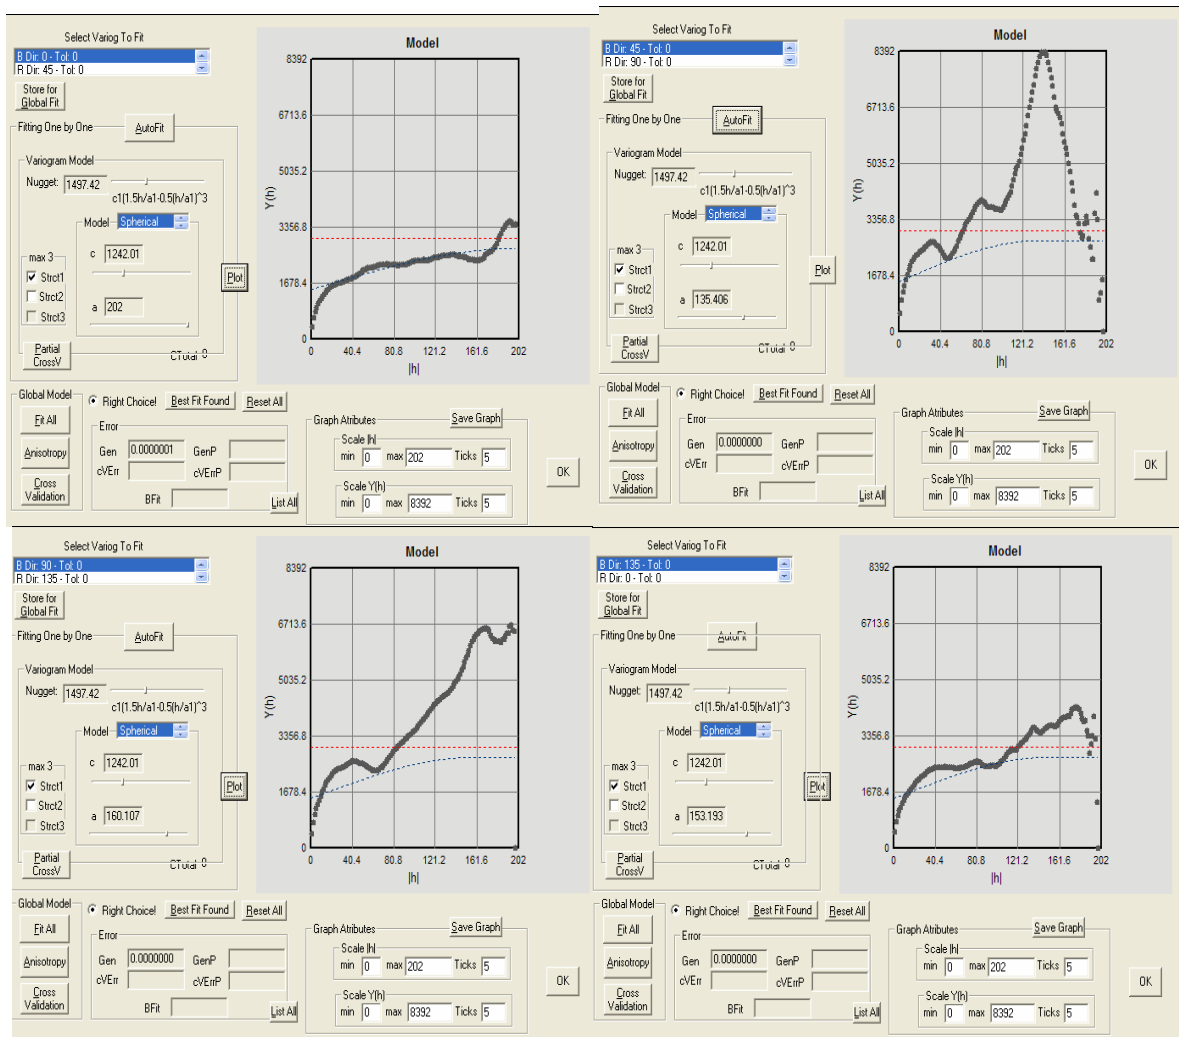 Select Variog To Fit
B Dir: 0 - Tol: 0
R Dir: 45 - Tol: 0
Store for
Global Fit
Fitting One by One
AutoFit
Variogram Model
Nugget: 1497.42
c1(1.5h/a1-0.5(h/a1)^3
Model Spherical
max 3
c 1242.01
Strct1
Strct2
Strct3
a 202
Plot
Partial
CrossV
CTotal 0
Model
8392
6713.6
5035.2
3356.8
1678.4
0
Y(h)
0 40.4 80.8 121.2 161.6 202
|h|
Global Model
Fit All
Anisotropy
Cross
Validation
Right Choice! Best Fit Found Reset All
Error
Gen 0.0000001 GenP
cVErr cVErrP
BFit List All
Graph Atributes Save Graph
Scale |h|
min 0 max 202 Ticks 5
Scale Y(h)
min 0 max 8392 Ticks 5
OK
Select Variog To Fit
B Dir: 45 - Tol: 0
R Dir: 90 - Tol: 0
Store for
Global Fit
Fitting One by One
AutoFit
Variogram Model
Nugget: 1497.42
c1(1.5h/a1-0.5(h/a1)^3
Model Spherical
max 3
c 1242.01
Strct1
Strct2
Strct3
a 135.406
Plot
Partial
CrossV
CTotal 0
Model
8392
6713.6
5035.2
3356.8
1678.4
0
Y(h)
0 40.4 80.8 121.2 161.6 202
|h|
Global Model
Fit All
Anisotropy
Cross
Validation
Right Choice! Best Fit Found Reset All
Error
Gen 0.0000000 GenP
cVErr cVErrP
BFit List All
Graph Atributes Save Graph
Scale |h|
min 0 max 202 Ticks 5
Scale Y(h)
min 0 max 8392 Ticks 5
OK
Select Variog To Fit
B Dir: 90 - Tol: 0
R Dir: 135 - Tol: 0
Store for
Global Fit
Fitting One by One
AutoFit
Variogram Model
Nugget: 1497.42
c1(1.5h/a1-0.5(h/a1)^3
Model Spherical
max 3
c 1242.01
Strct1
Strct2
Strct3
a 160.107
Plot
Partial
CrossV
CTotal 0
Model
8392
6713.6
5035.2
3356.8
1678.4
0
Y(h)
0 40.4 80.8 121.2 161.6 202
|h|
Global Model
Fit All
Anisotropy
Cross
Validation
Right Choice! Best Fit Found Reset All
Error
Gen 0.0000000 GenP
cVErr cVErrP
BFit List All
Graph Atributes Save Graph
Scale |h|
min 0 max 202 Ticks 5
Scale Y(h)
min 0 max 8392 Ticks 5
OK
Select Variog To Fit
B Dir: 135 - Tol: 0
R Dir: 0 - Tol: 0
Store for
Global Fit
Fitting One by One
AutoFit
Variogram Model
Nugget: 1497.42
c1(1.5h/a1-0.5(h/a1)^3
Model Spherical
max 3
c 1242.01
Strct1
Strct2
Strct3
a 153.193
Plot
Partial
CrossV
CTotal 0
Model
8392
6713.6
5035.2
3356.8
1678.4
0
Y(h)
0 40.4 80.8 121.2 161.6 202
|h|
Global Model
Fit All
Anisotropy
Cross
Validation
Right Choice! Best Fit Found Reset All
Error
Gen 0.0000000 GenP
cVErr cVErrP
BFit List All
Graph Atributes Save Graph
Scale |h|
min 0 max 202 Ticks 5
Scale Y(h)
min 0 max 8392 Ticks 5
OK